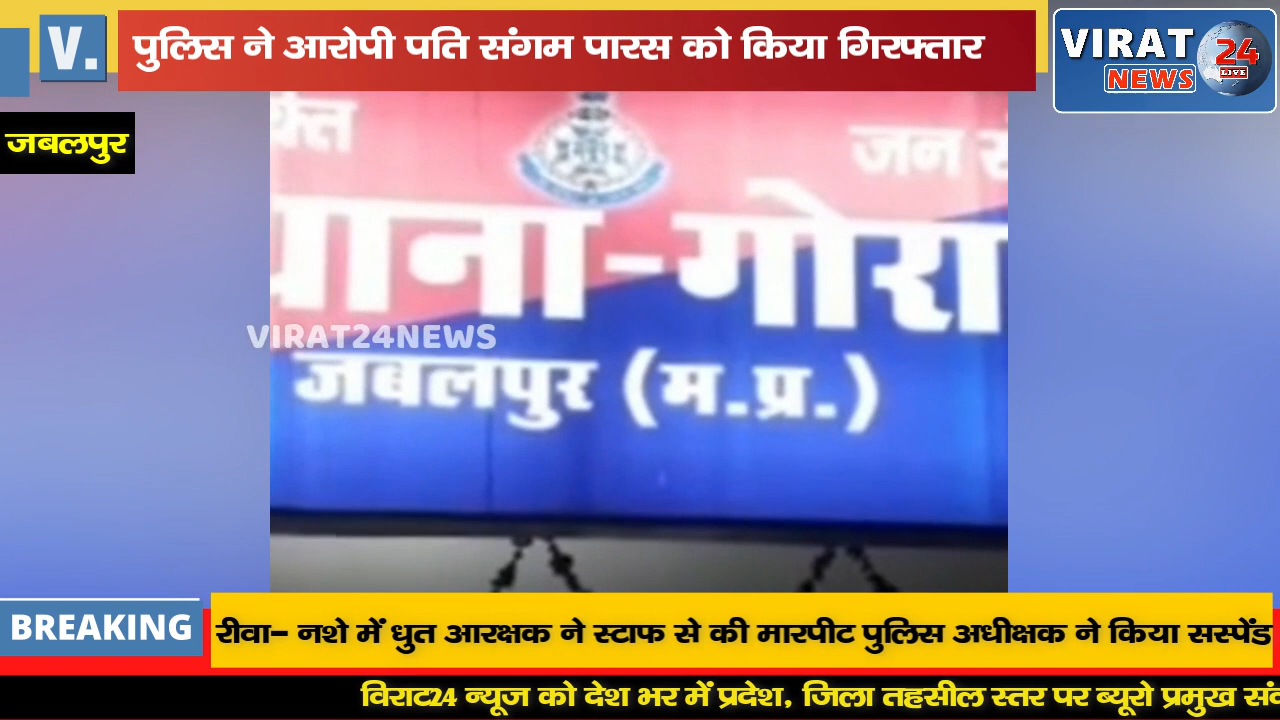 V.
पुलिस ने आरोपी पति संगम पारस को किया गिरफ्तार
VIRAT 24
NEWS LIVE
जबलपुर
जन
थाना-गोरा
VIRAT24NEWS
जबलपुर (म.प्र.)
BREAKING
रीवा- नशे में धुत आरक्षक ने स्टाफ से की मारपीट पुलिस अधीक्षक ने किया सस्पेंड
विराट24 न्यूज को देश भर में प्रदेश, जिला तहसील स्तर पर ब्यूरो प्रमुख